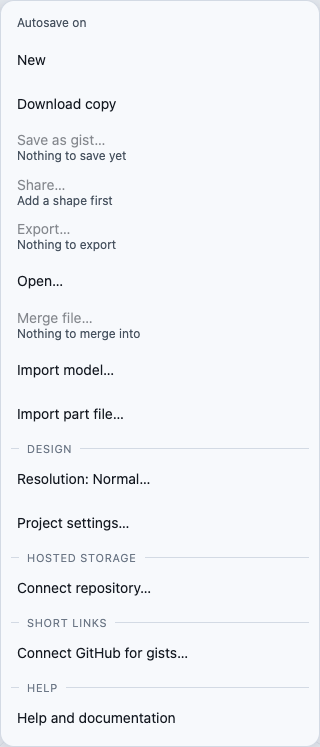 Autosave on
New
Download copy
Save as gist...
Nothing to save yet
Share...
Add a shape first
Export...
Nothing to export
Open...
Merge file...
Nothing to merge into
Import model...
Import part file...
DESIGN
Resolution: Normal...
Project settings...
HOSTED STORAGE
Connect repository...
SHORT LINKS
Connect GitHub for gists...
HELP
Help and documentation